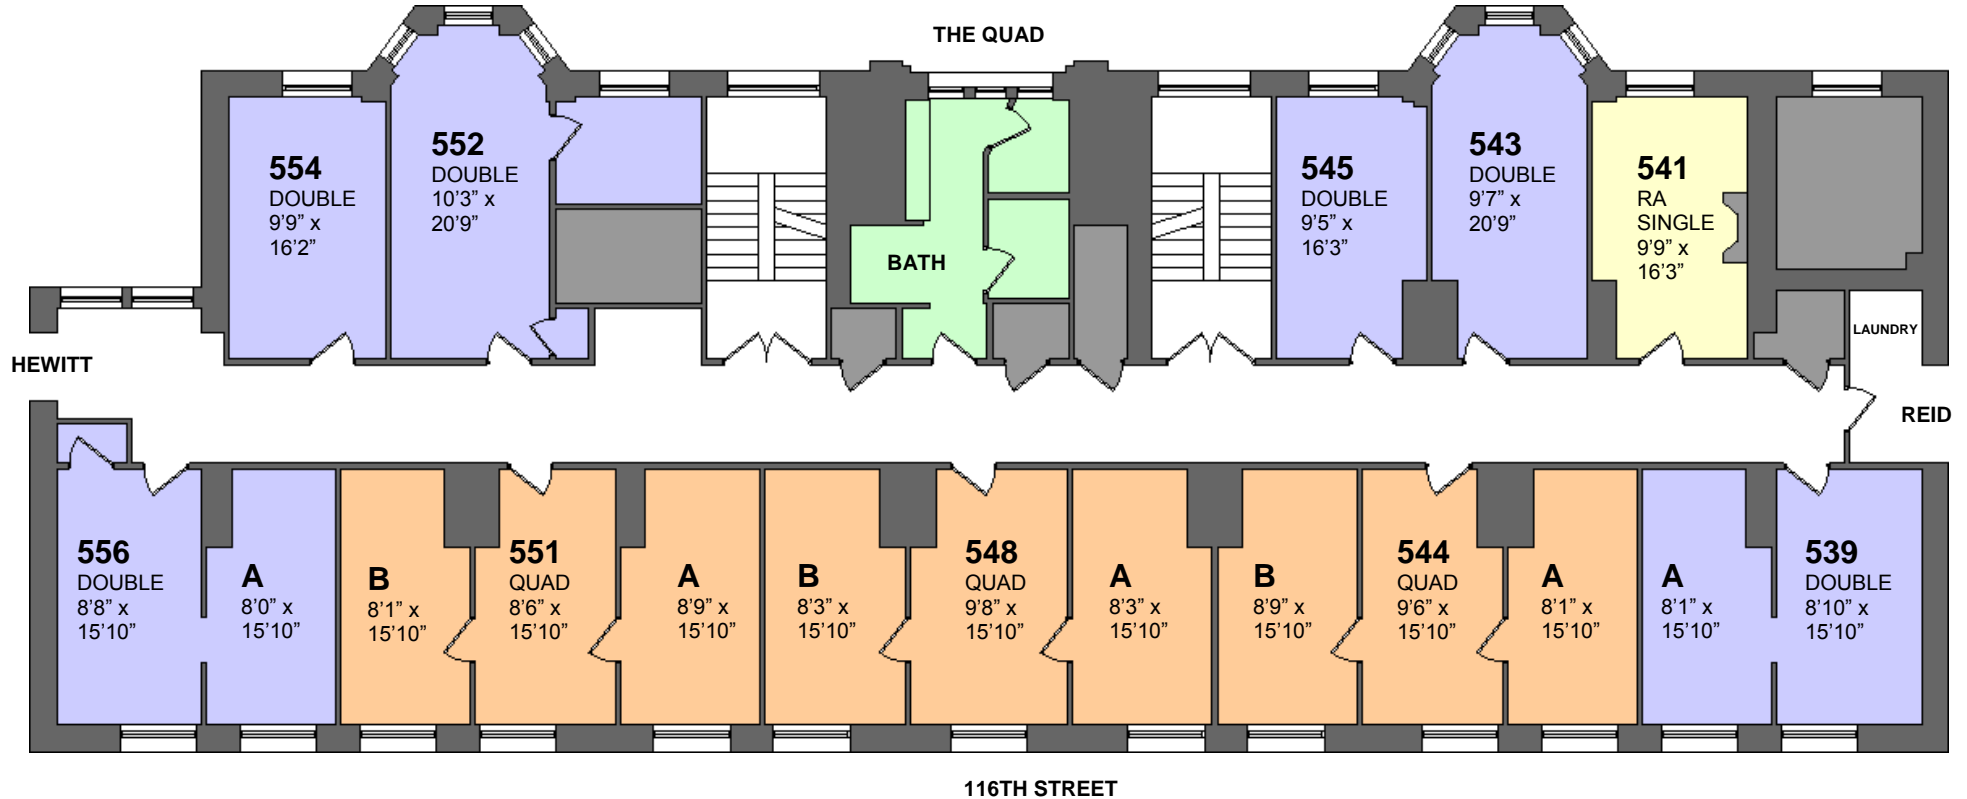 THE QUAD
554
DOUBLE
9’9” x
16’2”
552
DOUBLE
10’3” x
20’9”
BATH
545
DOUBLE
9’5” x
16’3”
543
DOUBLE
9’7” x
20’9”
541
RA
SINGLE
9’9” x
16’3”
LAUNDRY
HEWITT
REID
556
DOUBLE
8’8” x
15’10”
A
8’0” x
15’10”
B
8’1” x
15’10”
551
QUAD
8’6” x
15’10”
A
8’9” x
15’10”
B
8’3” x
15’10”
548
QUAD
9’8” x
15’10”
A
8’3” x
15’10”
B
8’9” x
15’10”
544
QUAD
9’6” x
15’10”
A
8’1” x
15’10”
A
8’1” x
15’10”
539
DOUBLE
8’10” x
15’10”
116TH STREET